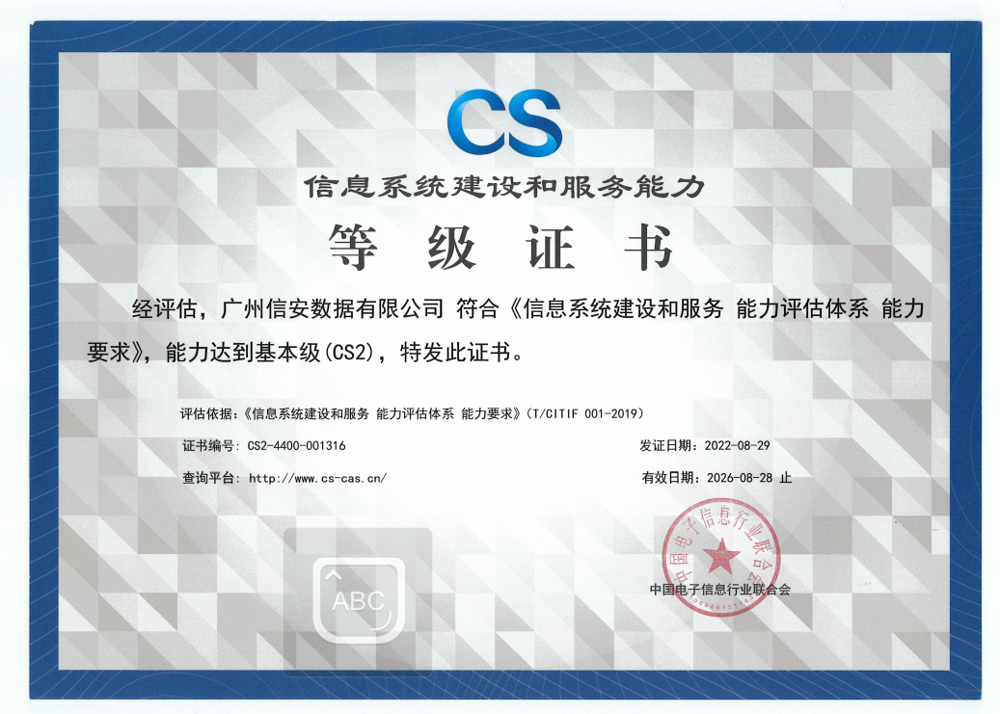 CS
信息系统建设和服务能力
等 级 证 书
经评估，广州信安数据有限公司 符合《信息系统建设和服务 能力评估体系 能力
要求》，能力达到基本级(CS2)，特发此证书。
评估依据：《信息系统建设和服务 能力评估体系 能力要求》（T/CITIF 001-2019）
证书编号: CS2-4400-001316
发证日期：2022-08-29
查询平台: http://www.cs-cas.cn/
有效日期：2026-08-28 止
中国电子信息行业联合会
中国电子信息行业联合会
ABC